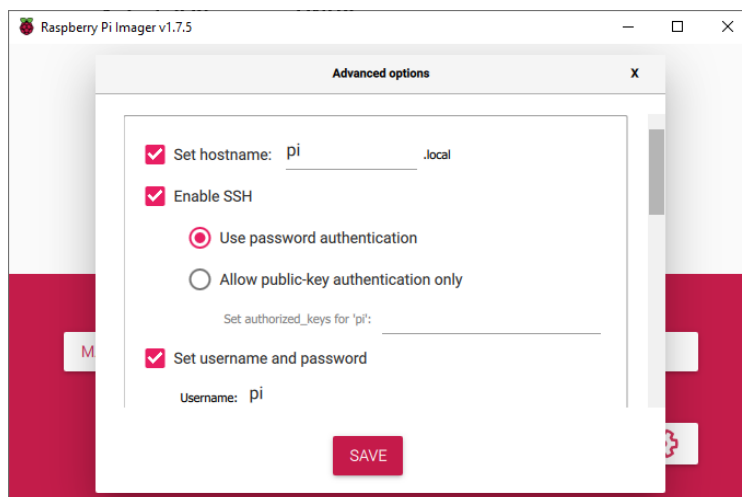 Raspberry Pi Imager v1.7.5
Advanced options X
Set hostname: pi .local
Enable SSH
Use password authentication
Allow public-key authentication only
Set authorized_keys for 'pi':
Set username and password
M
Username: pi
SAVE